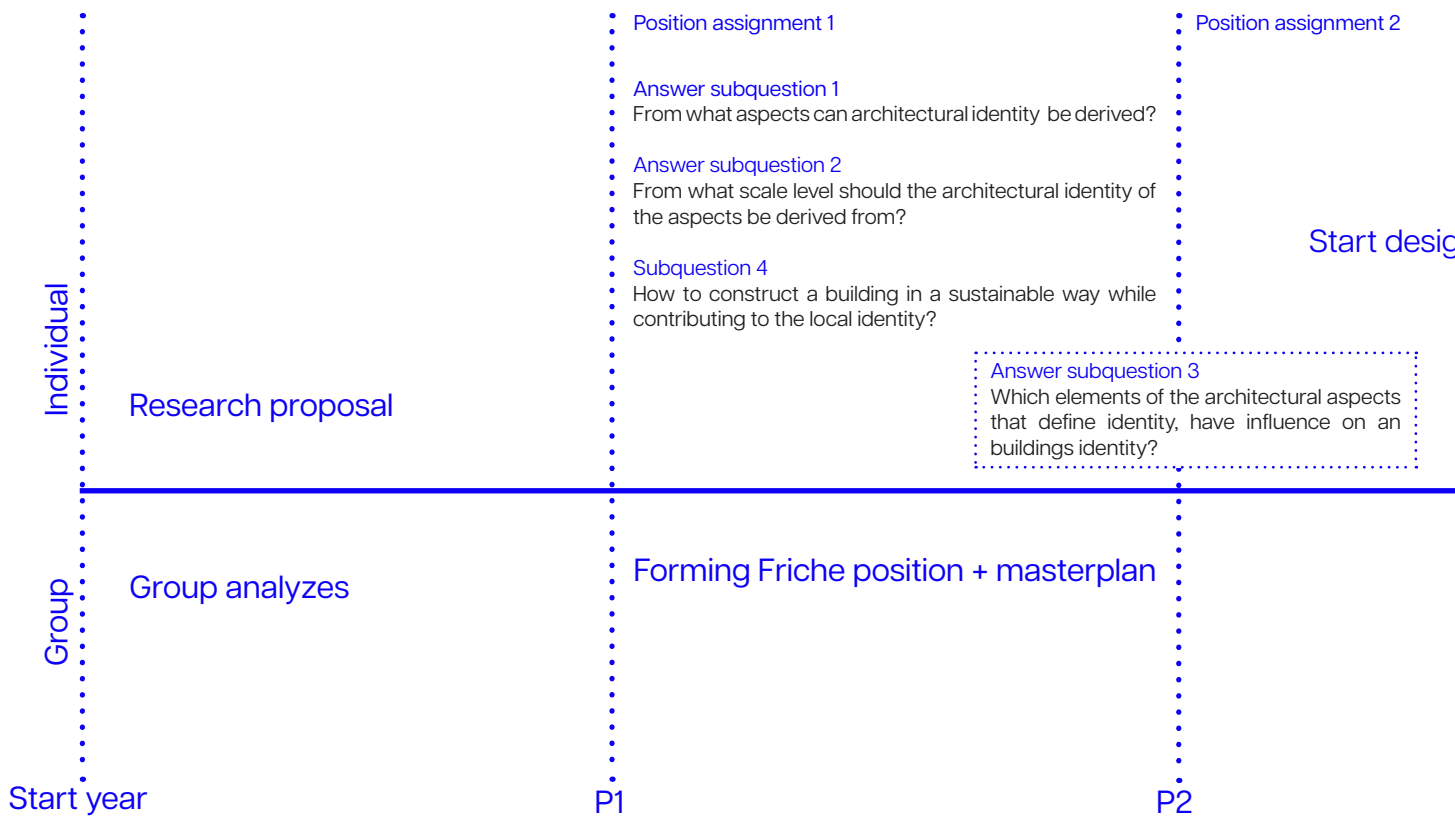 Position assignment 1
Position assignment 2
Answer subquestion 1
From what aspects can architectural identity be derived?
Answer subquestion 2
From what scale level should the architectural identity of
the aspects be derived from?
Start desig
Subquestion 4
How to construct a building in a sustainable way while
contributing to the local identity?
Individual
Research proposal
Answer subquestion 3
Which elements of the architectural aspects
that define identity, have influence on an
buildings identity?
Group
Group analyzes
Forming Friche position + masterplan
Start year
P1
P2